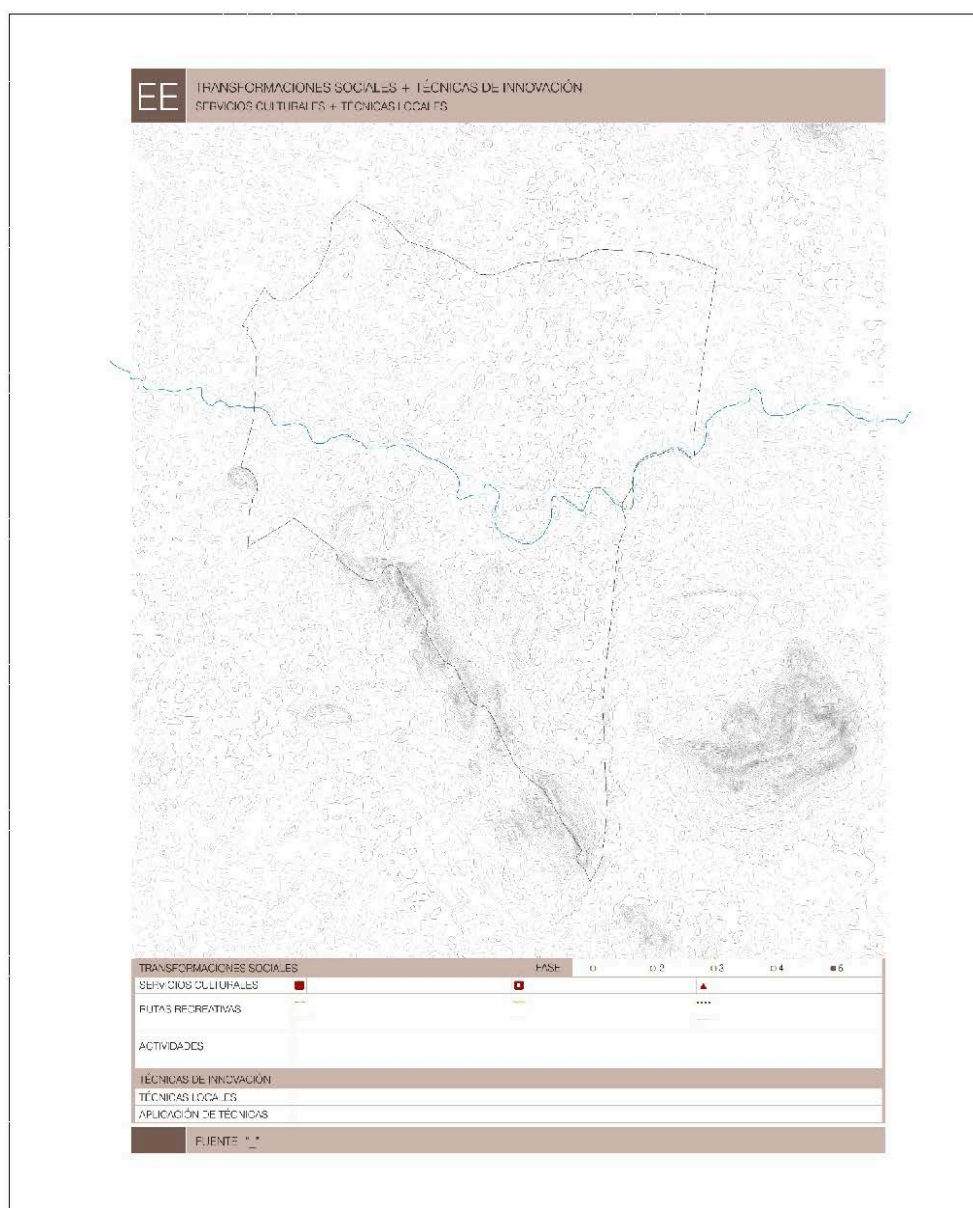 EE
TRANSFORMACIONES SOCIALES + TÉCNICAS DE INNOVACIÓN
SERVICIOS CULTURALES + TÉCNICAS LOCALES
TRANSFORMACIONES SOCIALES FASE 2 3 4 5
SERVICIOS CULTURALES
RUTAS RECREATIVAS
ACTIVIDADES
TÉCNICAS DE INNOVACIÓN
TÉCNICAS LOCALES
APLICACIÓN DE TÉCNICAS
FUENTE "_"